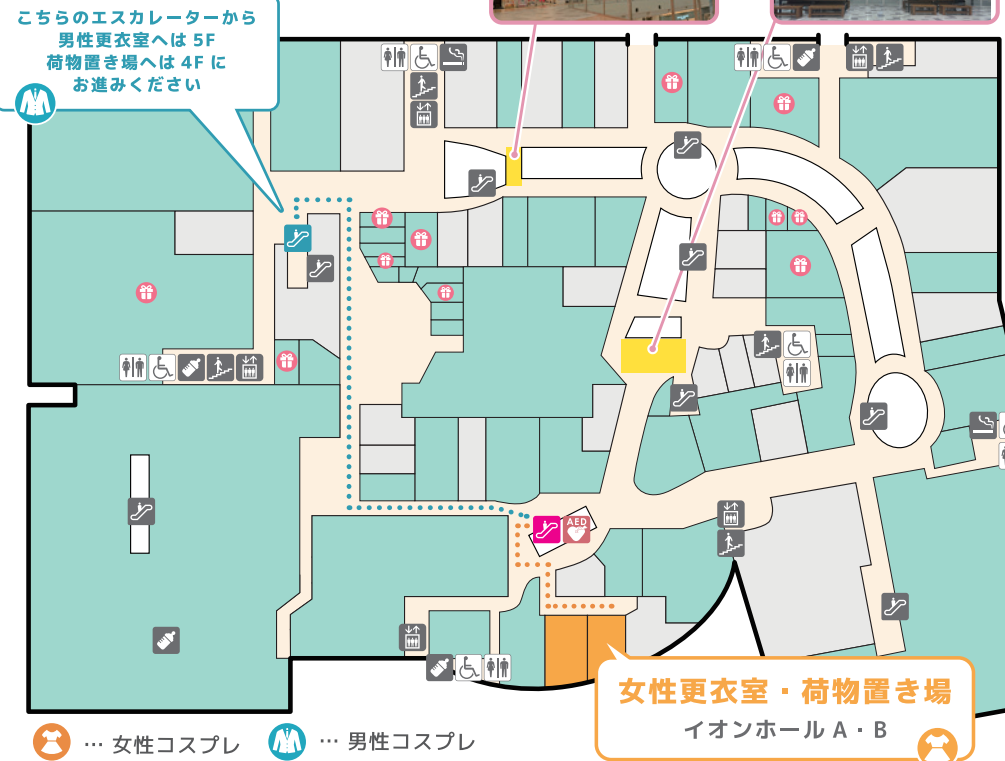 こちらのエスカレーターから
男性更衣室へは 5F
荷物置き場へは 4F に
お進みください
AED
女性更衣室・荷物置き場
イオンホール A・B
… 女性コスプレ
… 男性コスプレ